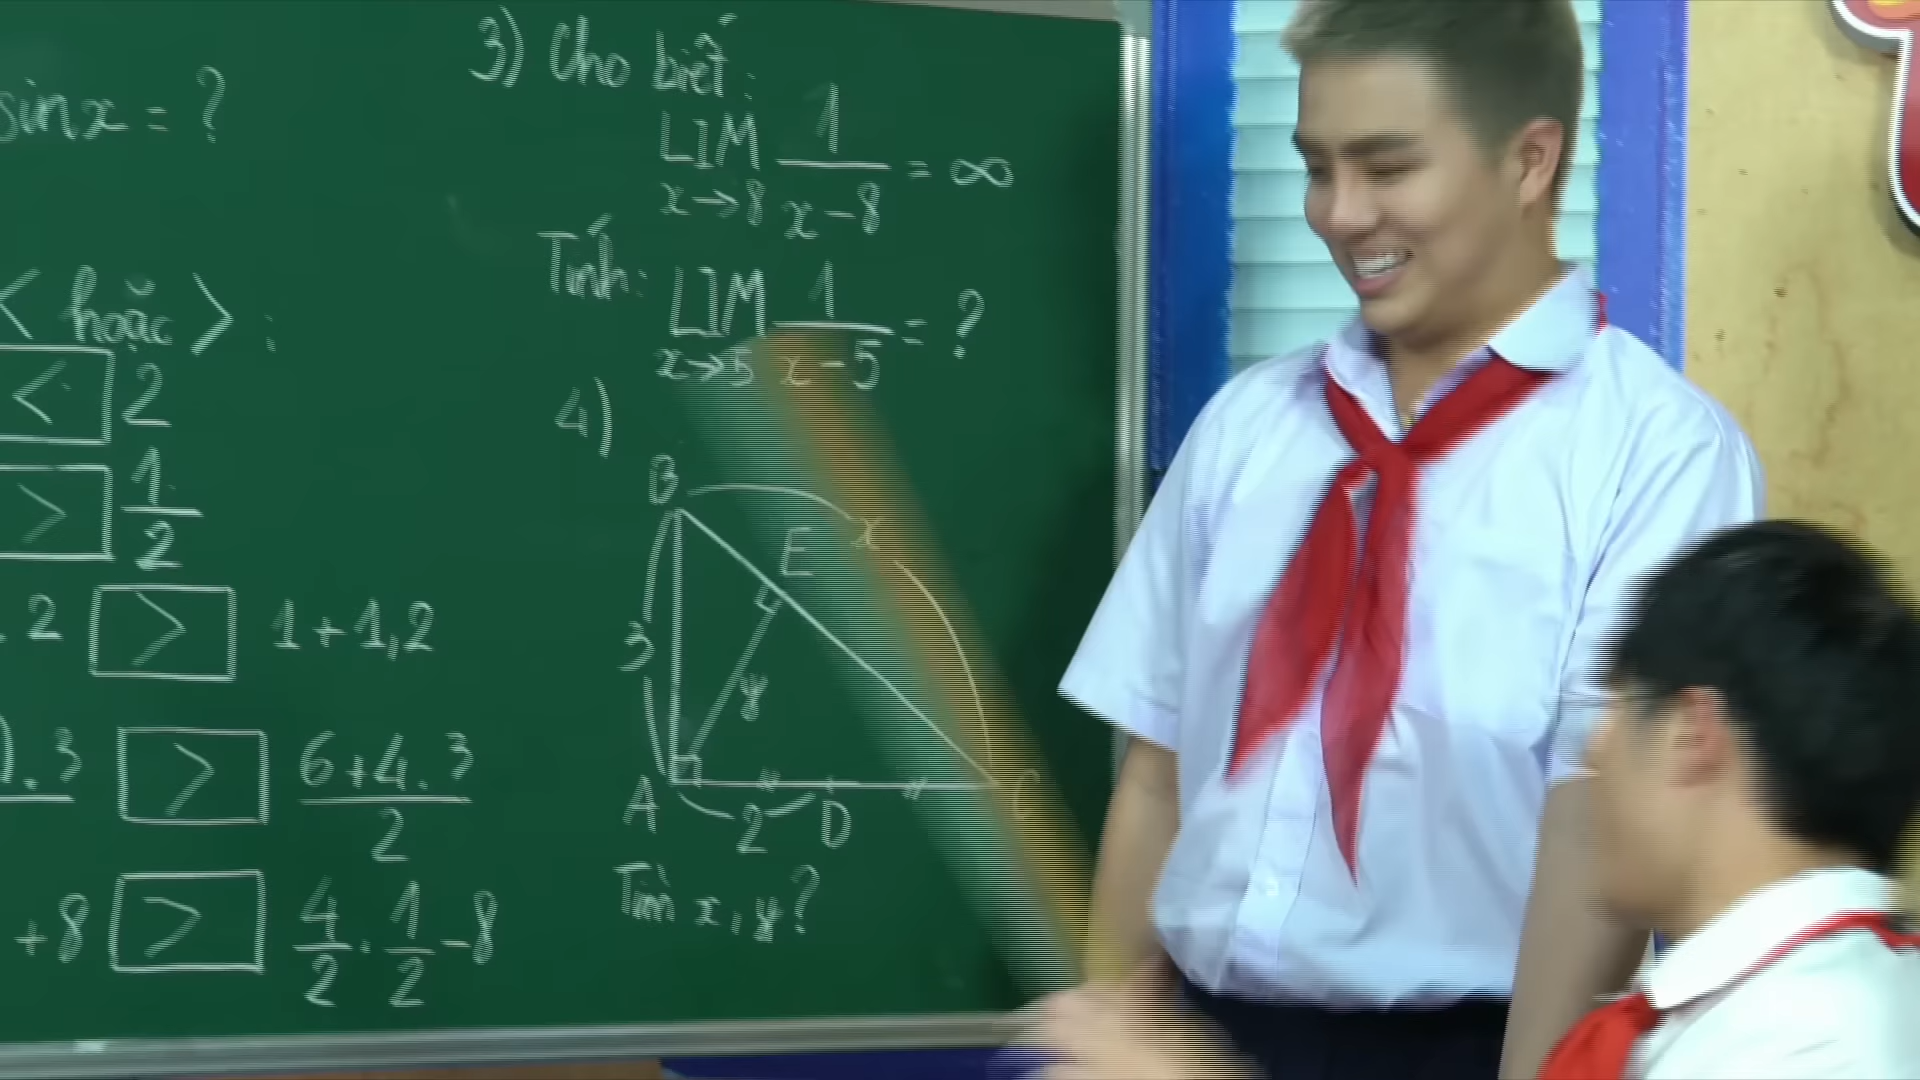 sinx = ?
< hoặc > :
< 2
> 1/2
. 2 > 1+1,2
). 3 > 6+4.3 / 2
+8 > 4/2 . 1/2 - 8
3) Cho biết:
LIM x→8 1/(x-8) = ∞
Tính: LIM x→5 1/(x-5) = ?
4)
B
E
x
3
y
A
2
D
C
Tìm x, y?